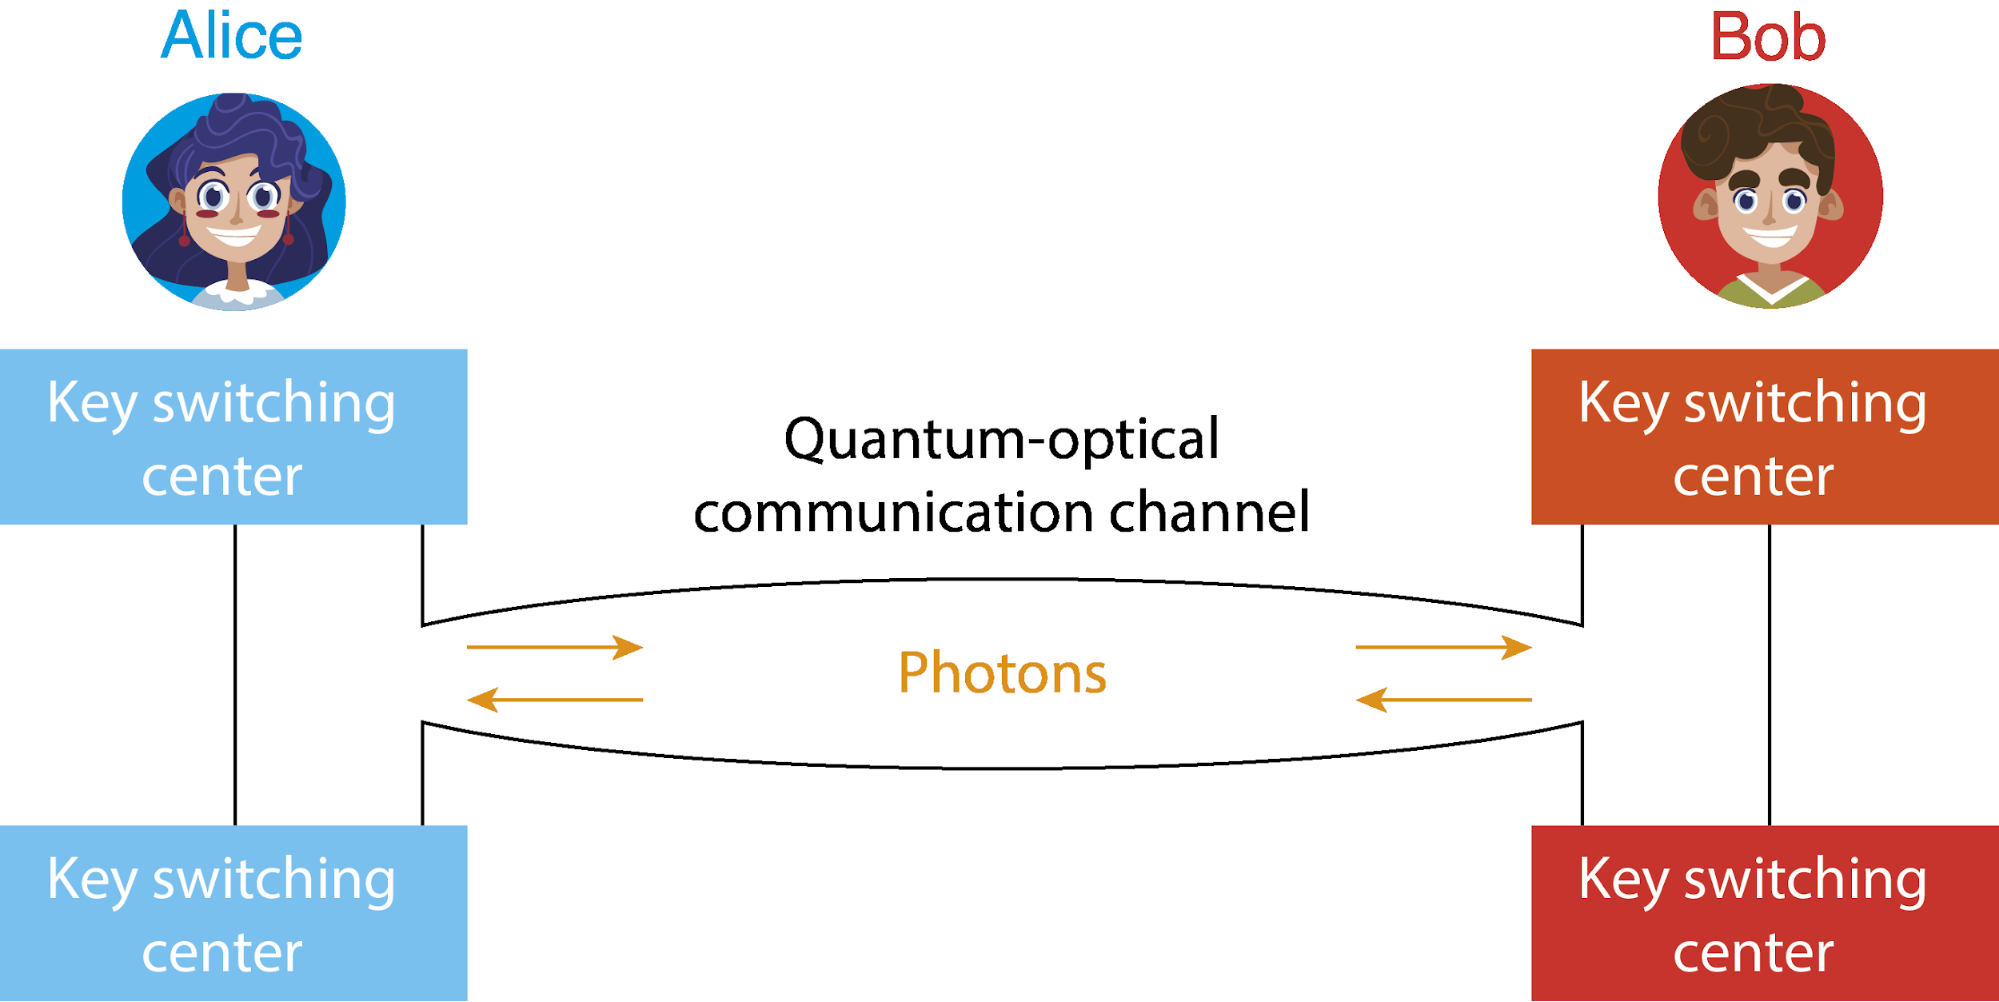 Alice
Bob
Key switching
center
Key switching
center
Quantum-optical
communication channel
Photons
Key switching
center
Key switching
center